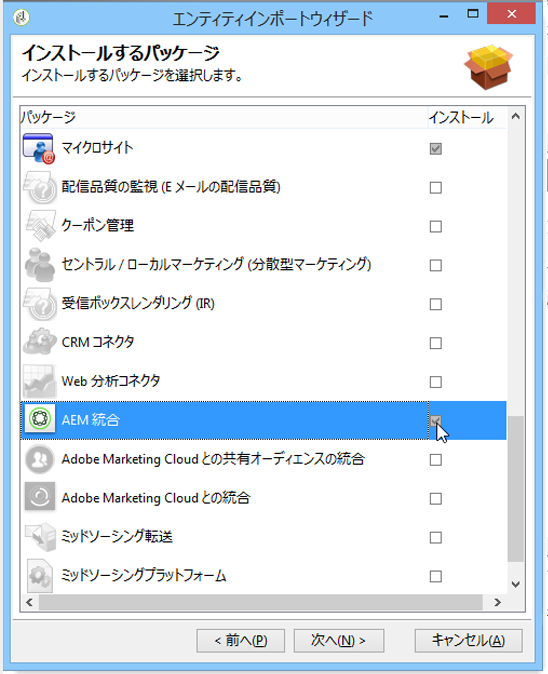 エンティティインポートウィザード
インストールするパッケージ
インストールするパッケージを選択します。
パッケージ インストール
マイクロサイト
配信品質の監視 (E メールの配信品質)
クーポン管理
セントラル / ローカルマーケティング (分散型マーケティング)
受信ボックスレンダリング (IR)
CRM コネクタ
Web 分析コネクタ
AEM 統合
Adobe Marketing Cloud との共有オーディエンスの統合
Adobe Marketing Cloud との統合
ミッドソーシング転送
ミッドソーシングプラットフォーム
< 前へ(P) 次へ(N) > キャンセル(A)